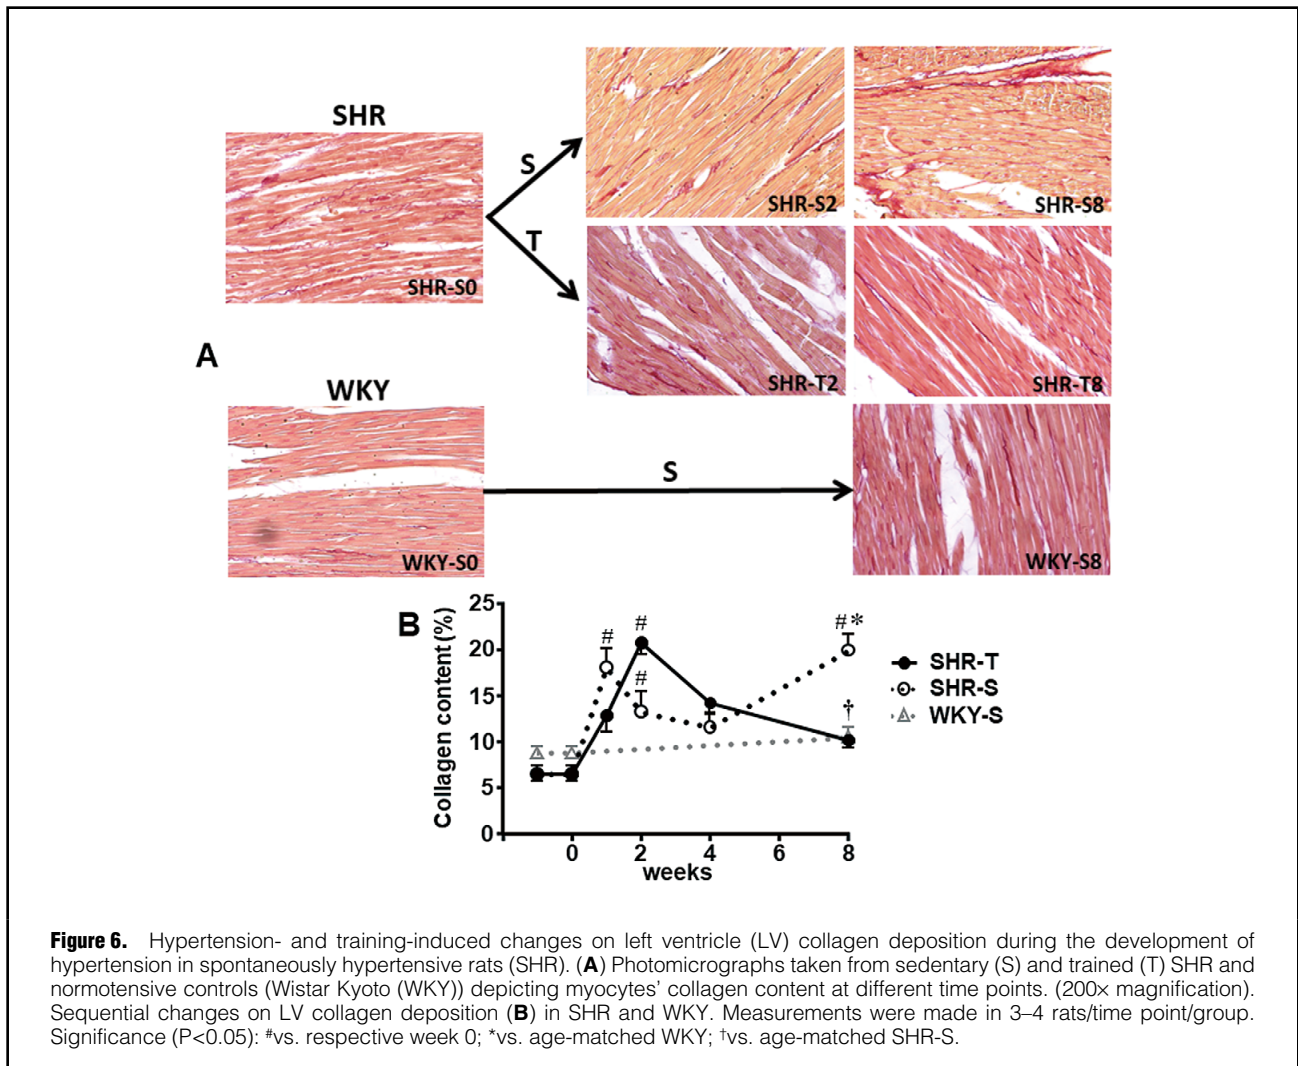 SHR
SHR-S0
S
T
SHR-S2
SHR-S8
SHR-T2
SHR-T8
A
WKY
WKY-S0
S
WKY-S8
B
Collagen content (%)
25
20
15
10
5
0
#
#
#
#*
†
0
2
4
6
8
weeks
SHR-T
SHR-S
WKY-S
Figure 6. Hypertension- and training-induced changes on left ventricle (LV) collagen deposition during the development of
hypertension in spontaneously hypertensive rats (SHR). (A) Photomicrographs taken from sedentary (S) and trained (T) SHR and
normotensive controls (Wistar Kyoto (WKY)) depicting myocytes' collagen content at different time points. (200× magnification).
Sequential changes on LV collagen deposition (B) in SHR and WKY. Measurements were made in 3–4 rats/time point/group.
Significance (P<0.05): #vs. respective week 0; *vs. age-matched WKY; †vs. age-matched SHR-S.